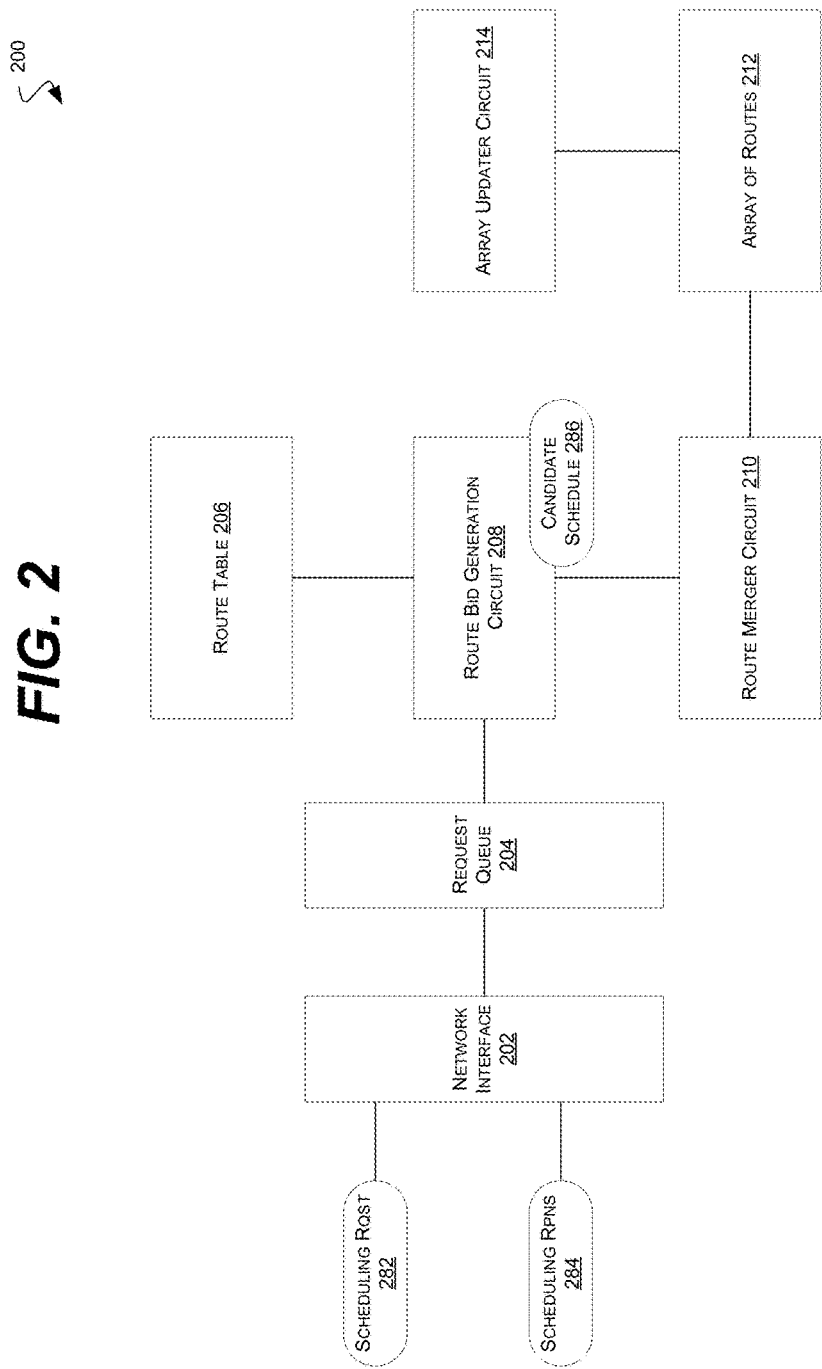 FIG. 2
200
SCHEDULING RQST
282
SCHEDULING RPNS
284
NETWORK
INTERFACE
202
REQUEST
QUEUE
204
ROUTE TABLE 206
ROUTE BID GENERATION
CIRCUIT 208
CANDIDATE
SCHEDULE 286
ROUTE MERGER CIRCUIT 210
ARRAY UPDATER CIRCUIT 214
ARRAY OF ROUTES 212